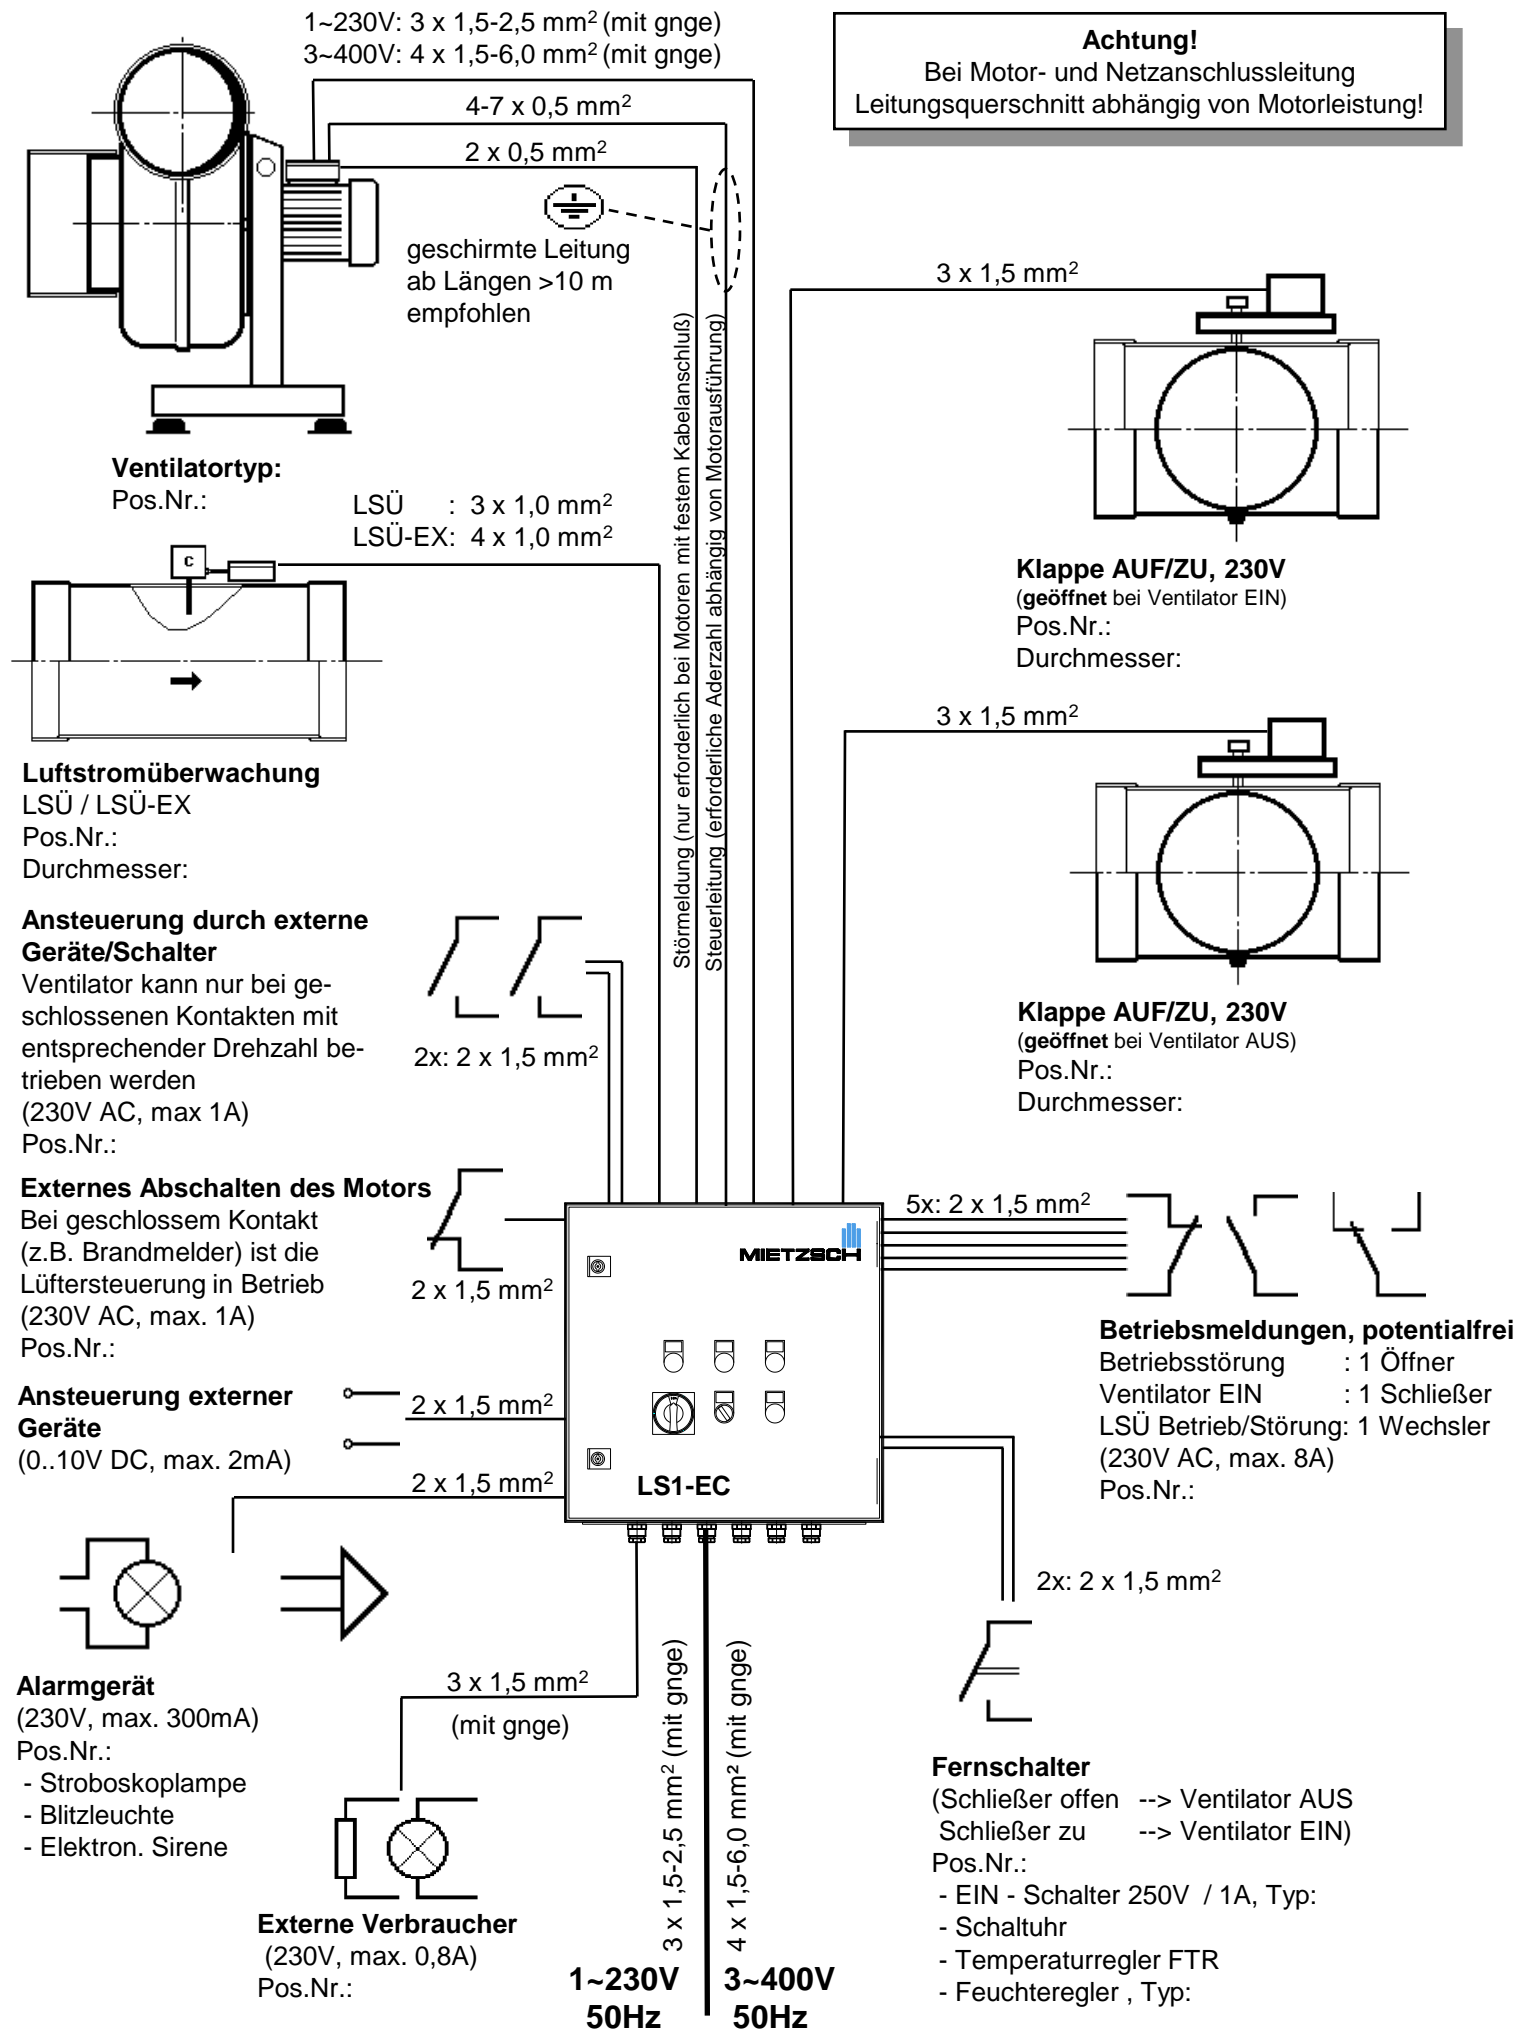 1~230V: 3 x 1,5-2,5 mm² (mit gnge)
3~400V: 4 x 1,5-6,0 mm² (mit gnge)
4-7 x 0,5 mm²
2 x 0,5 mm²
Achtung!
Bei Motor- und Netzanschlussleitung
Leitungsquerschnitt abhängig von Motorleistung!
geschirmte Leitung
ab Längen >10 m
empfohlen
Störmeldung (nur erforderlich bei Motoren mit festem Kabelanschluß)
Steuerleitung (erforderliche Aderzahl abhängig von Motorausführung)
3 x 1,5 mm²
Ventilatortyp:
Pos.Nr.:
LSÜ : 3 x 1,0 mm²
LSÜ-EX: 4 x 1,0 mm²
C
Klappe AUF/ZU, 230V
(geöffnet bei Ventilator EIN)
Pos.Nr.:
Durchmesser:
3 x 1,5 mm²
Luftstromüberwachung
LSÜ / LSÜ-EX
Pos.Nr.:
Durchmesser:
Klappe AUF/ZU, 230V
(geöffnet bei Ventilator AUS)
Pos.Nr.:
Durchmesser:
Ansteuerung durch externe
Geräte/Schalter
Ventilator kann nur bei ge-
schlossenen Kontakten mit
entsprechender Drehzahl be-
trieben werden
(230V AC, max 1A)
Pos.Nr.:
2x: 2 x 1,5 mm²
Externes Abschalten des Motors
Bei geschlossem Kontakt
(z.B. Brandmelder) ist die
Lüftersteuerung in Betrieb
(230V AC, max. 1A)
Pos.Nr.:
2 x 1,5 mm²
MIETZSCH
5x: 2 x 1,5 mm²
Betriebsmeldungen, potentialfrei
Betriebsstörung : 1 Öffner
Ventilator EIN : 1 Schließer
LSÜ Betrieb/Störung: 1 Wechsler
(230V AC, max. 8A)
Pos.Nr.:
Ansteuerung externer
Geräte
(0..10V DC, max. 2mA)
2 x 1,5 mm²
2 x 1,5 mm²
LS1-EC
2x: 2 x 1,5 mm²
Alarmgerät
(230V, max. 300mA)
Pos.Nr.:
- Stroboskoplampe
- Blitzleuchte
- Elektron. Sirene
3 x 1,5 mm²
(mit gnge)
3 x 1,5-2,5 mm² (mit gnge)
4 x 1,5-6,0 mm² (mit gnge)
Fernschalter
(Schließer offen --> Ventilator AUS
Schließer zu --> Ventilator EIN)
Pos.Nr.:
- EIN - Schalter 250V / 1A, Typ:
- Schaltuhr
- Temperaturregler FTR
- Feuchteregler , Typ:
Externe Verbraucher
(230V, max. 0,8A)
Pos.Nr.:
1~230V
50Hz
3~400V
50Hz